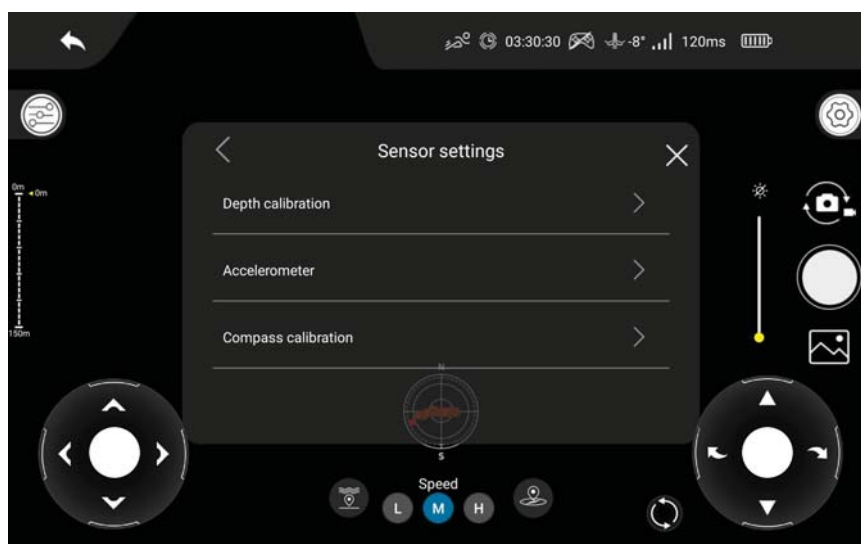 03:30:30 -8° 120ms
Sensor settings
0m 0m
Depth calibration
Accelerometer
150m
Compass calibration
N
S
Speed
L M H